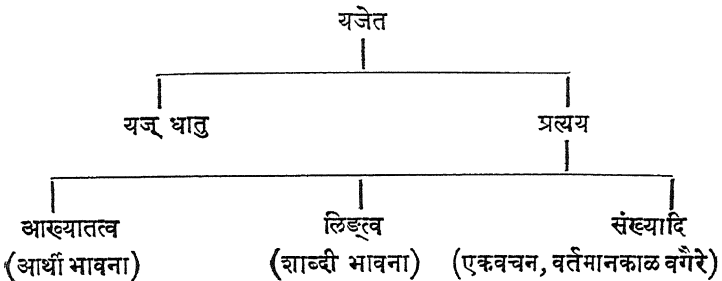 यजेत
यज् धातु प्रत्यय
आख्यातत्व लिङ्त्व संख्यादि
(आर्थी भावना) (शाब्दी भावना) (एकवचन, वर्तमानकाळ वगैरे)